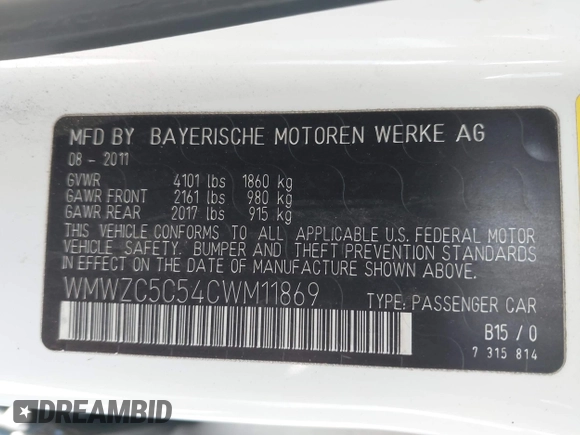 MFD BY BAYERISCHE MOTOREN WERKE AG
08 - 2011
GVWR 4101 lbs 1860 kg
GAWR FRONT 2161 lbs 980 kg
GAWR REAR 2017 lbs 915 kg
THIS VEHICLE CONFORMS TO ALL APPLICABLE U.S. FEDERAL MOTOR
VEHICLE SAFETY, BUMPER AND THEFT PREVENTION STANDARDS
IN EFFECT ON THE DATE OF MANUFACTURE SHOWN ABOVE.
WMWZC5C54CWM11869 TYPE: PASSENGER CAR
B15 / 0
7 315 814
DREAMBID